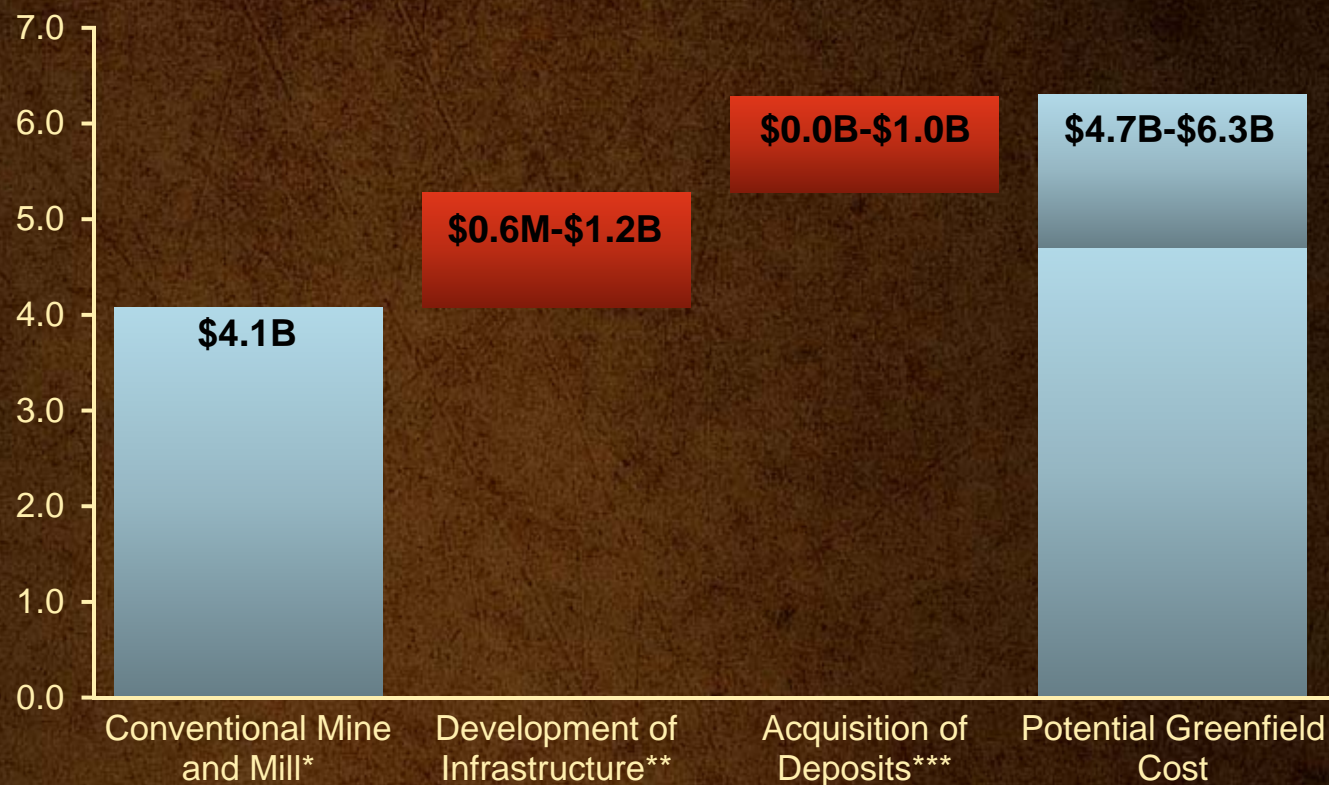 7.0
6.0
5.0
4.0
3.0
2.0
1.0
0.0
$4.1B
$0.6M-$1.2B
$0.0B-$1.0B
$4.7B-$6.3B
Conventional Mine
and Mill*
Development of
Infrastructure**
Acquisition of
Deposits***
Potential Greenfield
Cost